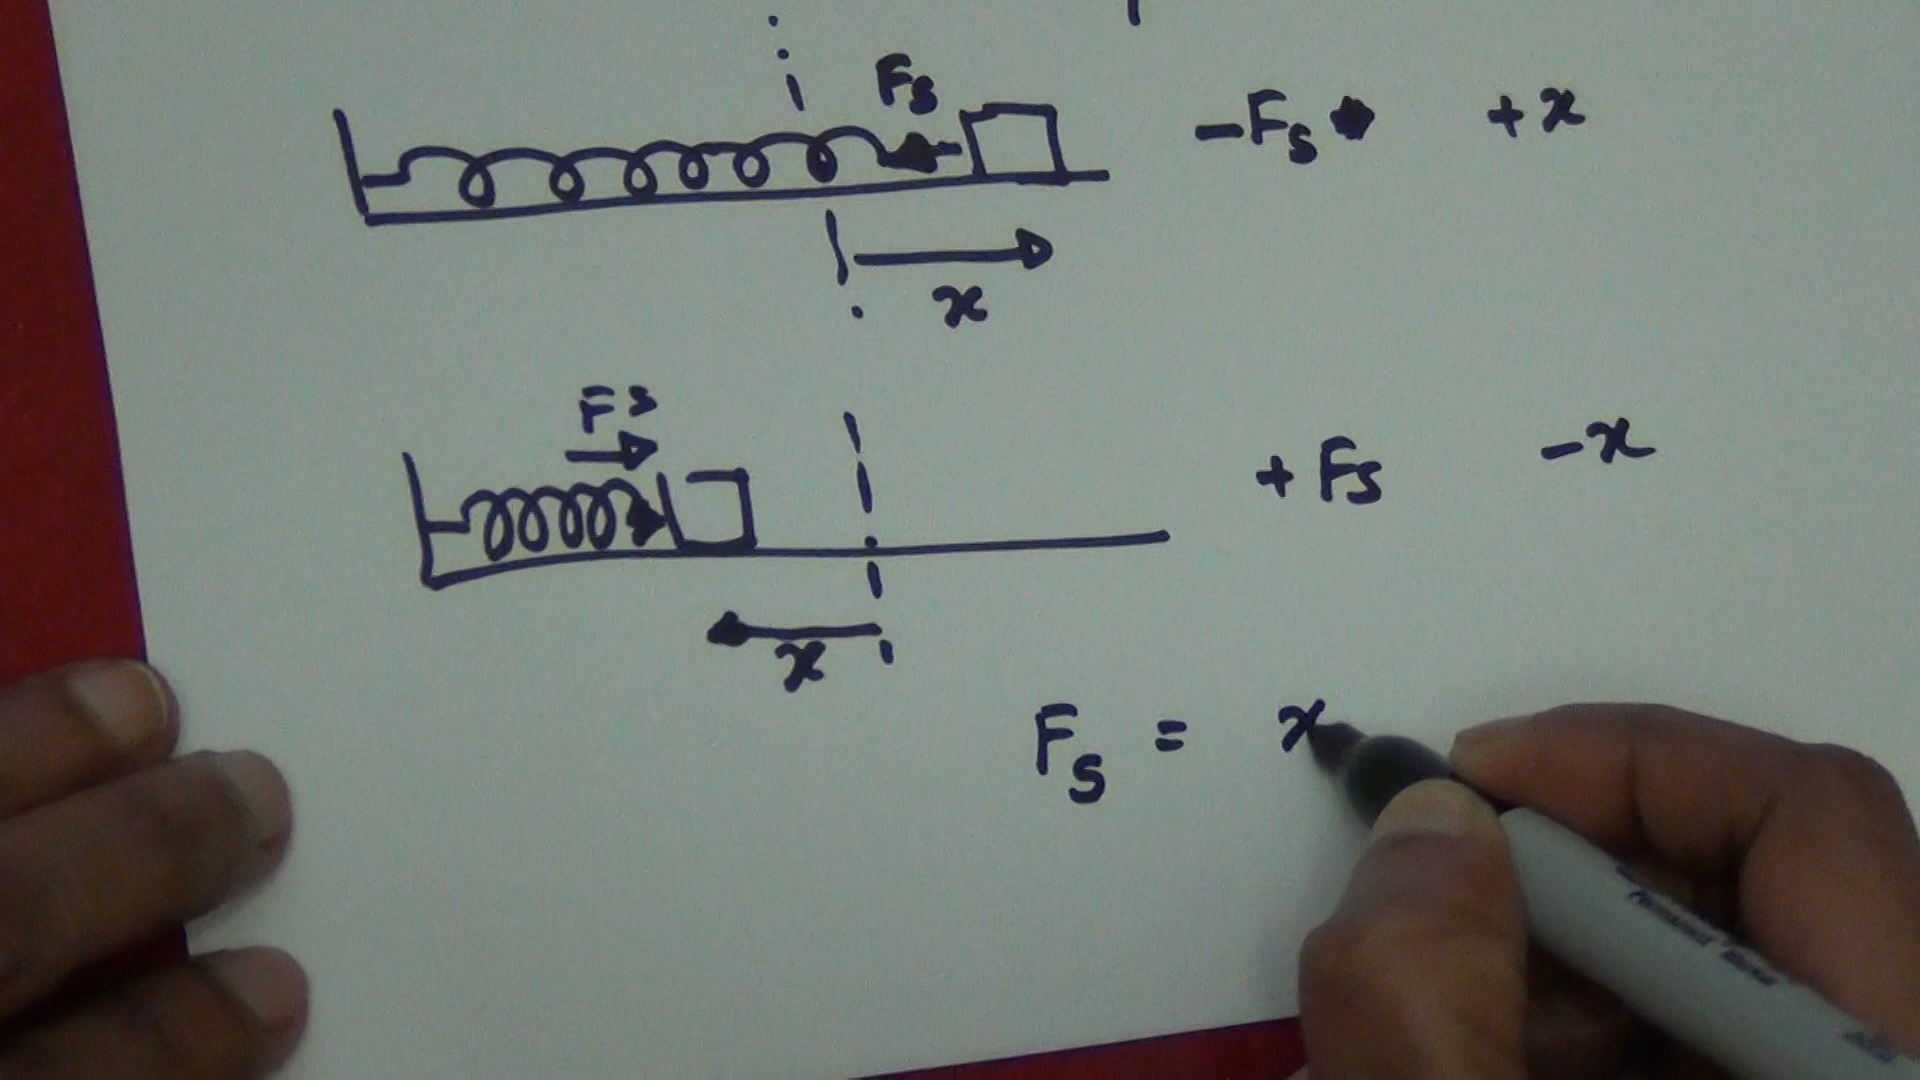 Fs
-Fs +x
x
Fs
+Fs -x
x
Fs = x